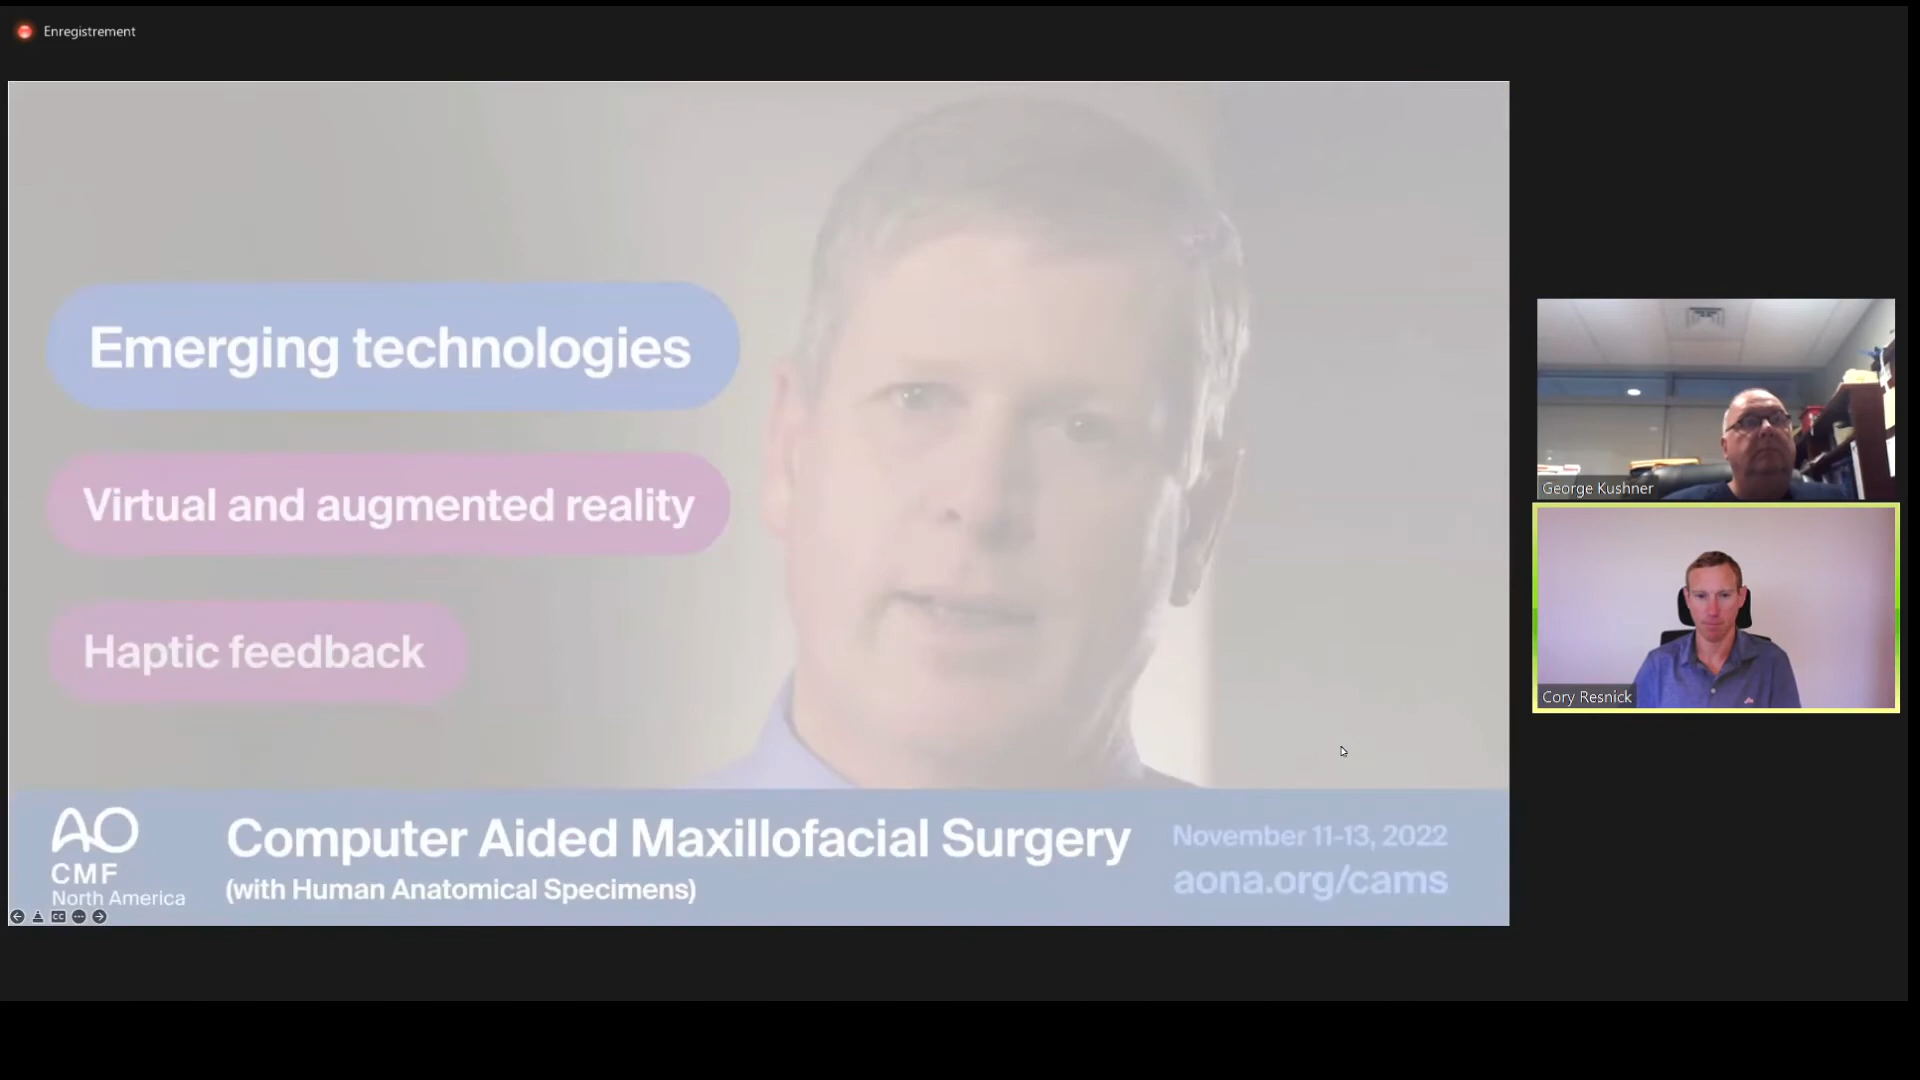 Enregistrement
Emerging technologies
Virtual and augmented reality
Haptic feedback
AO
CMF
North America
Computer Aided Maxillofacial Surgery
(with Human Anatomical Specimens)
November 11-13, 2022
aona.org/cams
CC
George Kushner
Cory Resnick